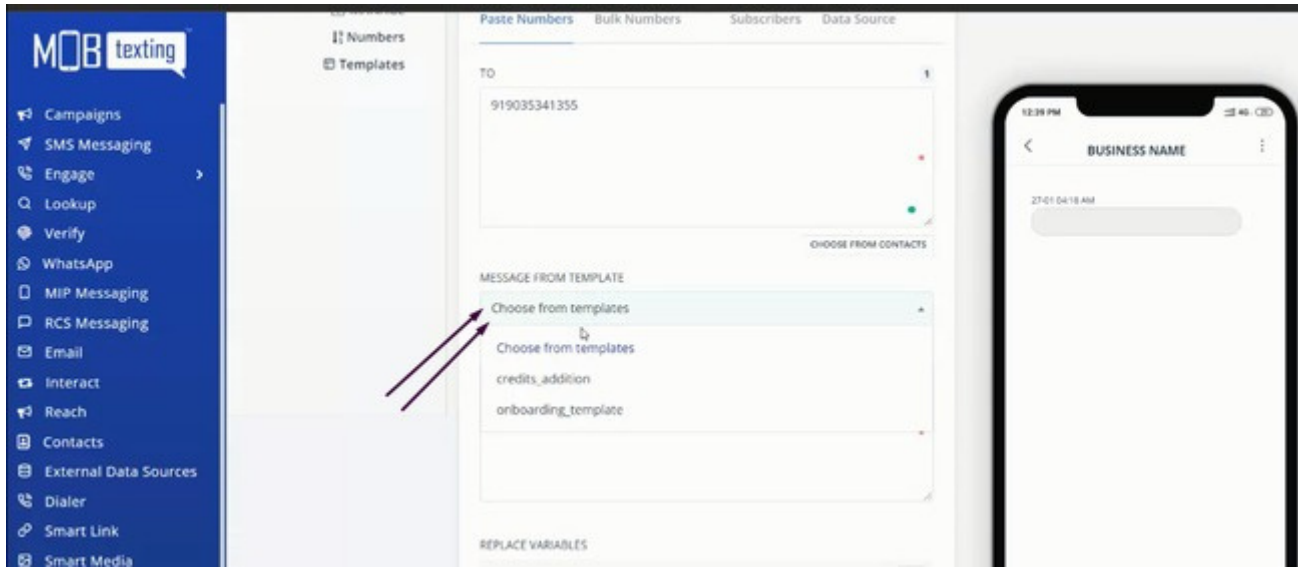 MOB texting
Campaigns
SMS Messaging
Engage
Lookup
Verify
WhatsApp
MIP Messaging
RCS Messaging
Email
Interact
Reach
Contacts
External Data Sources
Dialer
Smart Link
Smart Media
Numbers
Templates
Paste Numbers Bulk Numbers Subscribers Data Source
TO 1
919035341355
CHOOSE FROM CONTACTS
MESSAGE FROM TEMPLATE
Choose from templates
Choose from templates
credits_addition
onboarding_template
REPLACE VARIABLES
12:39 PM 4G
BUSINESS NAME
27-01 04:18 AM